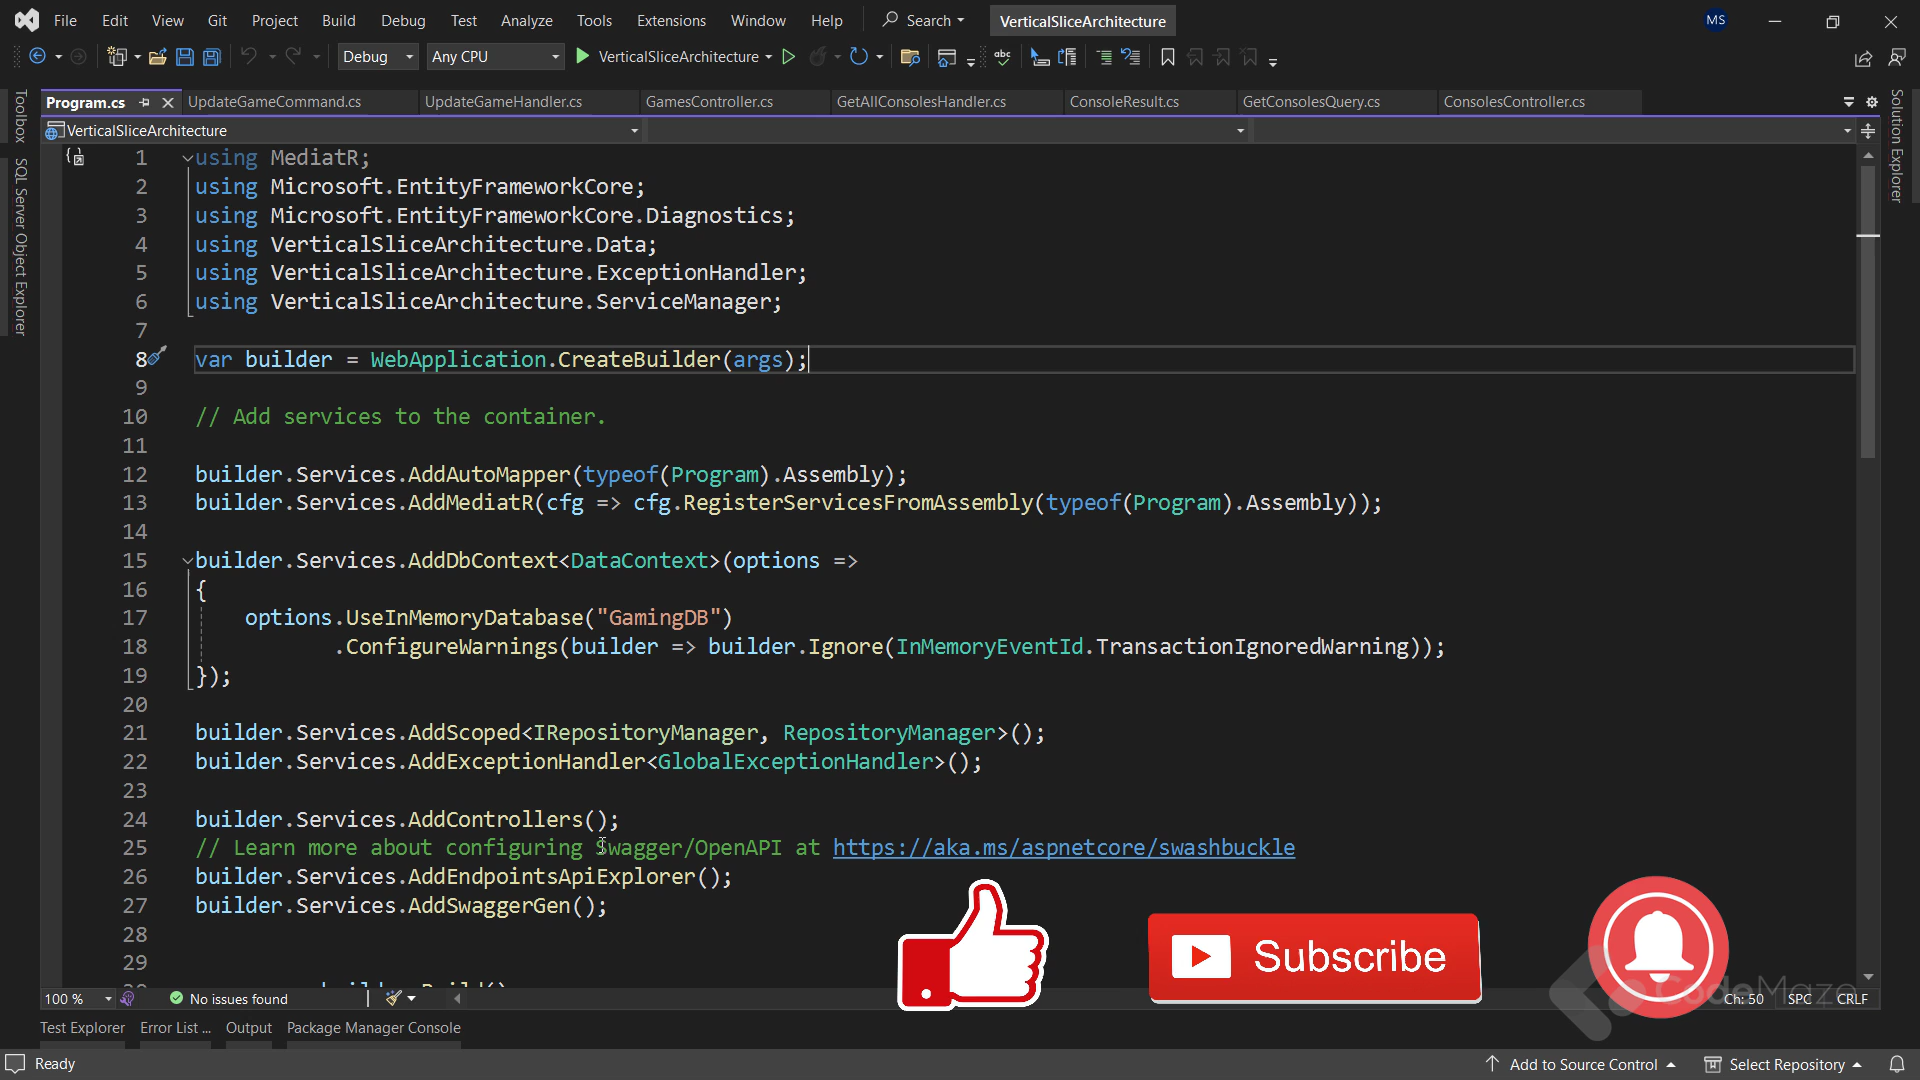 File Edit View Git Project Build Debug Test Analyze Tools Extensions Window Help Search VerticalSliceArchitecture MS
Debug Any CPU VerticalSliceArchitecture
Program.cs UpdateGameCommand.cs UpdateGameHandler.cs GamesController.cs GetAllConsolesHandler.cs ConsoleResult.cs GetConsolesQuery.cs ConsolesController.cs
VerticalSliceArchitecture
Toolbox
SQL Server Object Explorer
Solution Explorer
1 using MediatR;
2 using Microsoft.EntityFrameworkCore;
3 using Microsoft.EntityFrameworkCore.Diagnostics;
4 using VerticalSliceArchitecture.Data;
5 using VerticalSliceArchitecture.ExceptionHandler;
6 using VerticalSliceArchitecture.ServiceManager;
7
8 var builder = WebApplication.CreateBuilder(args);
9
10 // Add services to the container.
11
12 builder.Services.AddAutoMapper(typeof(Program).Assembly);
13 builder.Services.AddMediatR(cfg => cfg.RegisterServicesFromAssembly(typeof(Program).Assembly));
14
15 builder.Services.AddDbContext<DataContext>(options =>
16 {
17 options.UseInMemoryDatabase("GamingDB")
18 .ConfigureWarnings(builder => builder.Ignore(InMemoryEventId.TransactionIgnoredWarning));
19 });
20
21 builder.Services.AddScoped<IRepositoryManager, RepositoryManager>();
22 builder.Services.AddExceptionHandler<GlobalExceptionHandler>();
23
24 builder.Services.AddControllers();
25 // Learn more about configuring Swagger/OpenAPI at https://aka.ms/aspnetcore/swashbuckle
26 builder.Services.AddEndpointsApiExplorer();
27 builder.Services.AddSwaggerGen();
28
29
Subscribe
100 % No issues found Ch: 50 SPC CRLF
Test Explorer Error List ... Output Package Manager Console
Ready Add to Source Control Select Repository